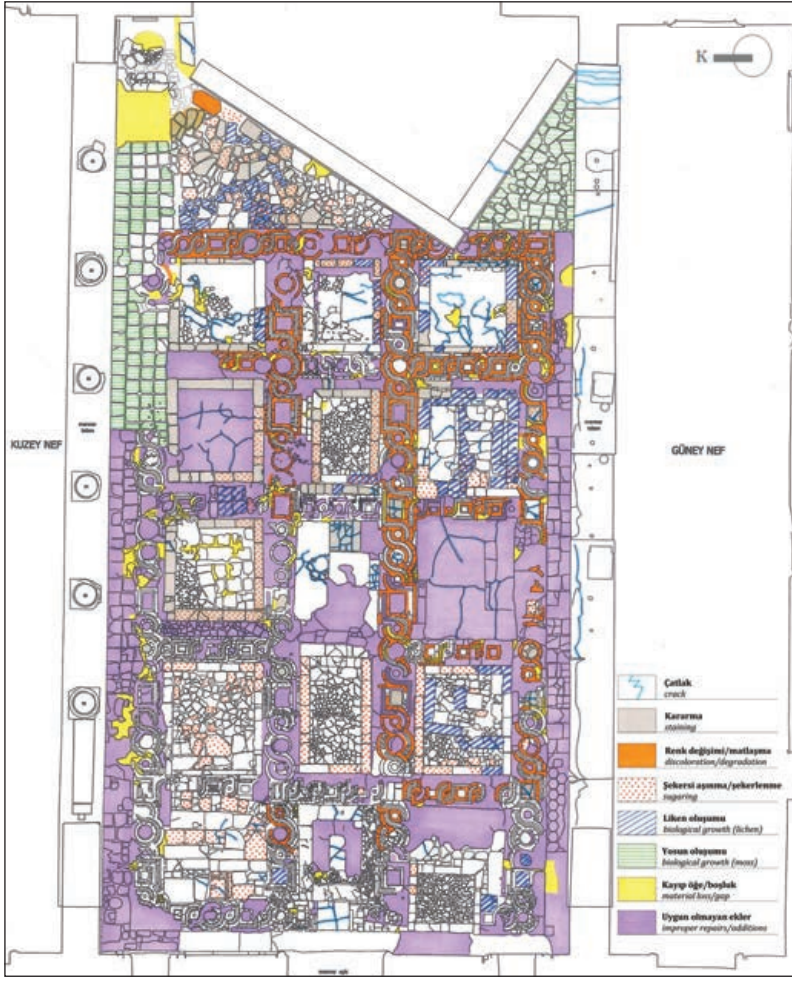 K
KUZEY NEF
GÜNEY NEF
Çatlak
crack
Kararma
staining
Renk değişimi/matlaşma
discoloration/degradation
Şekersi aşınma/şekerlenme
sugaring
Liken oluşumu
biological growth (lichen)
Yosun oluşumu
biological growth (moss)
Kayıp öğe/boşluk
material loss/gap
Uygun olmayan ekler
improper repairs/additions